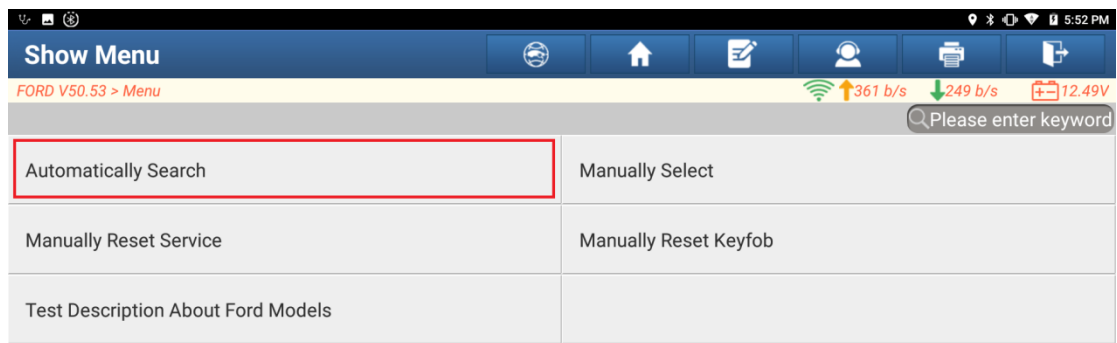 5:52 PM
Show Menu
FORD V50.53 > Menu
361 b/s
249 b/s
12.49V
Please enter keyword
Automatically Search
Manually Select
Manually Reset Service
Manually Reset Keyfob
Test Description About Ford Models